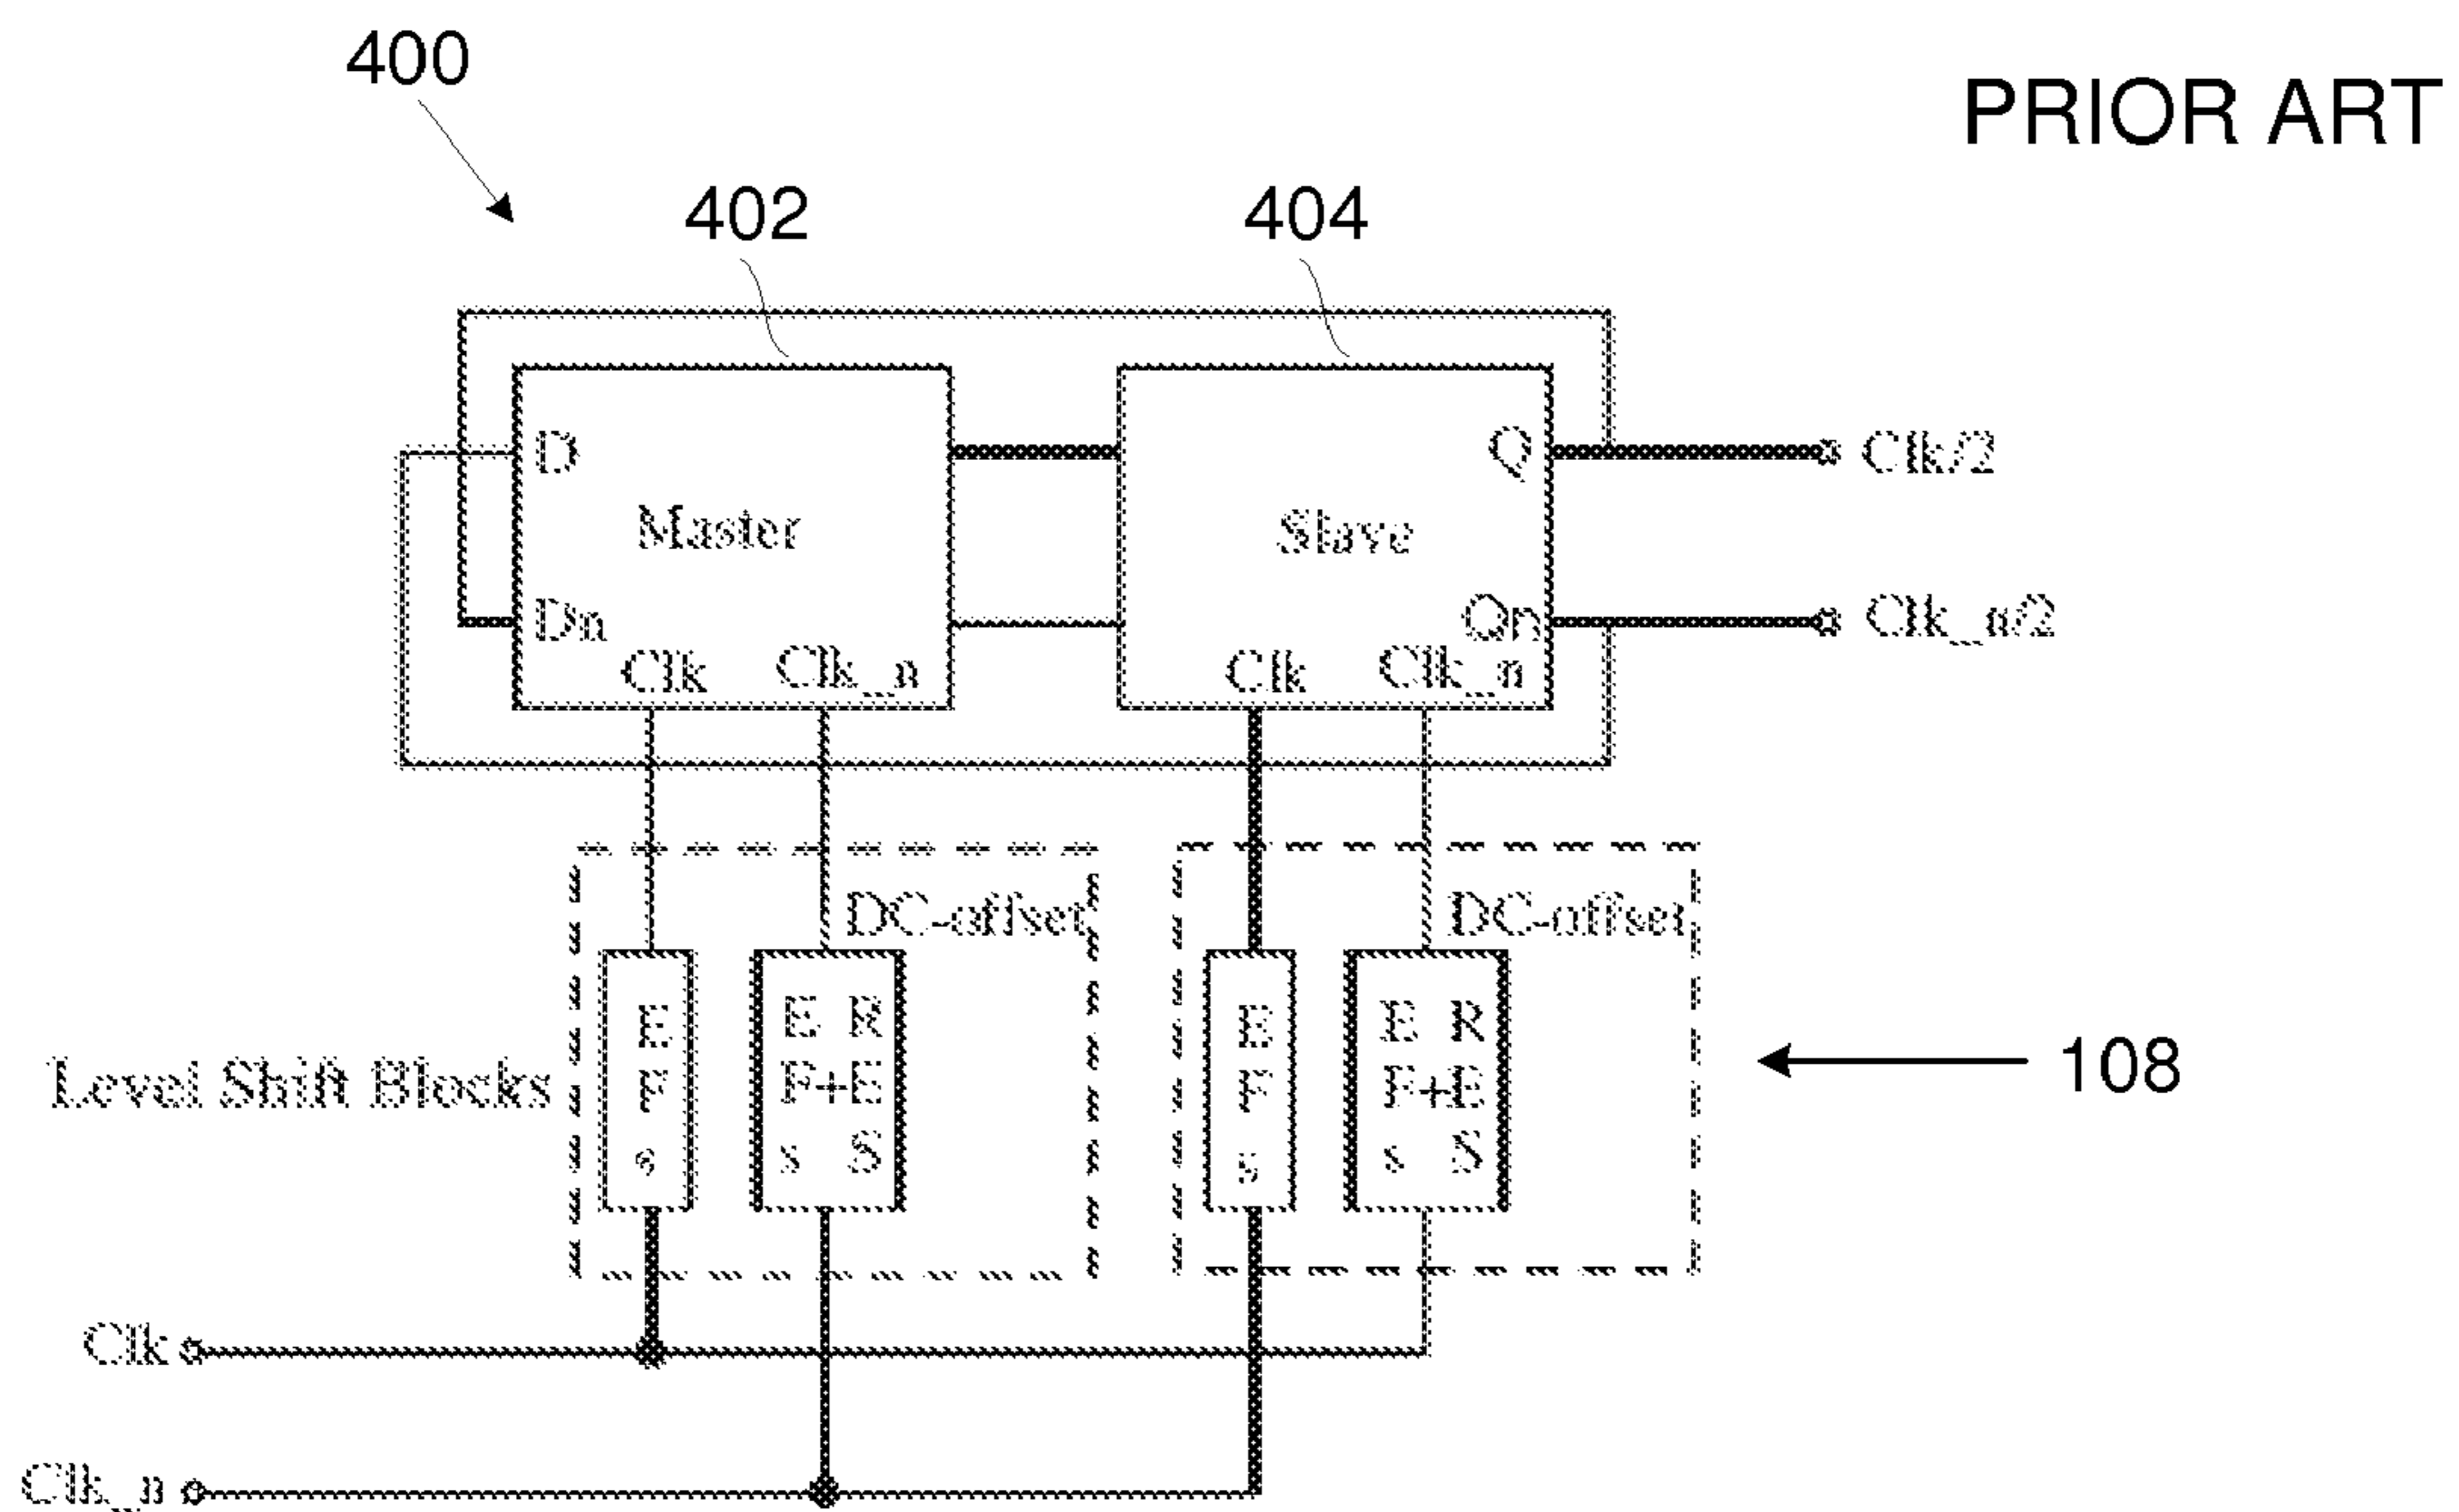 400
PRIOR ART
402
404
D
Q
Clk/2
Master
Slave
Dn
Qn
Clk_n/2
Clk
Clk_n
Clk
Clk_n
DC-offset
DC-offset
Level Shift Blocks
E F s
E F s + R E S
E F s
E F s + R E S
108
Clk
Clk_n